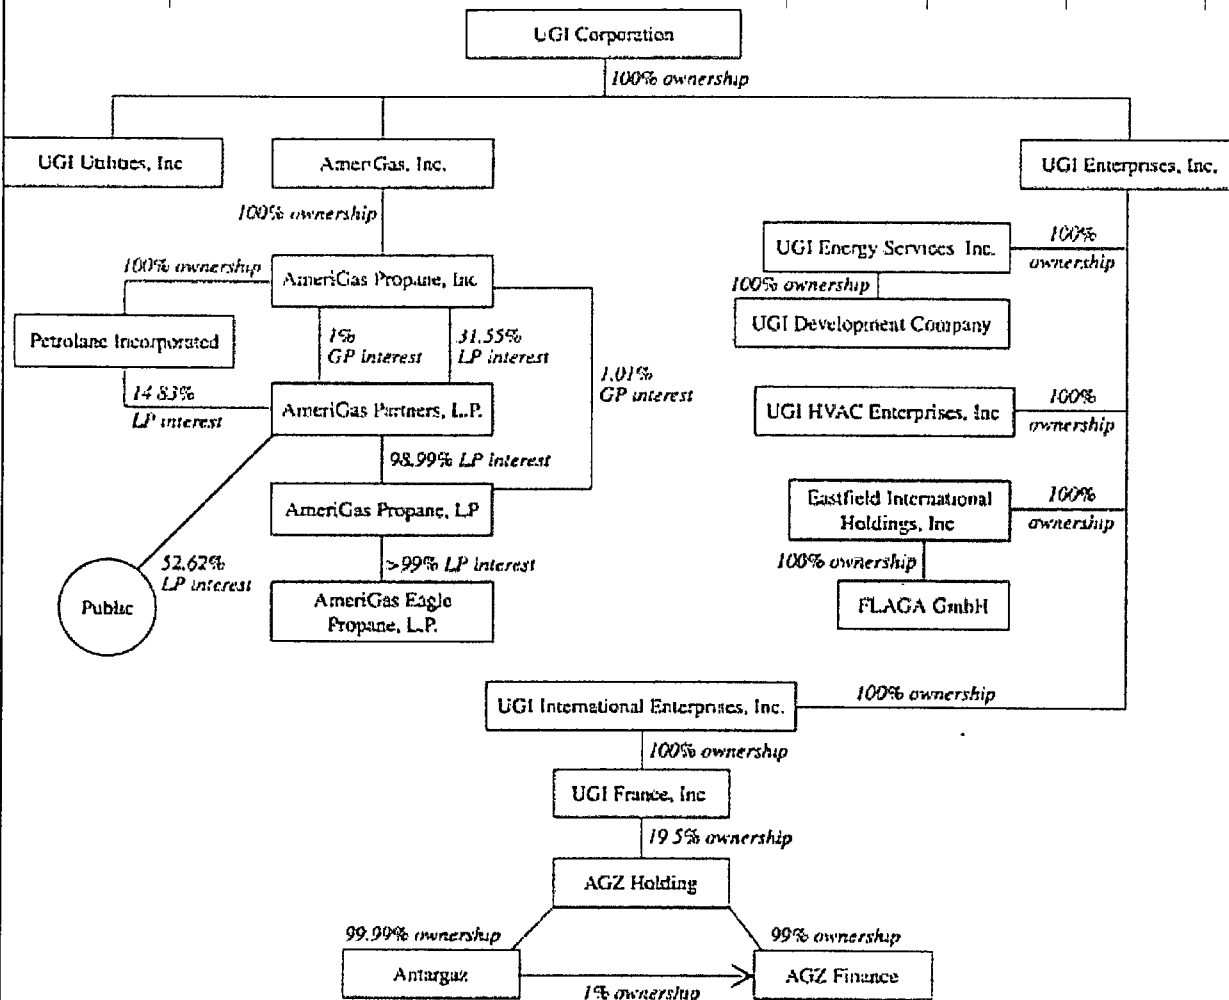 UGI Corporation
100% ownership
UGI Utilities, Inc
AmeriGas, Inc.
UGI Enterprises, Inc.
100% ownership
UGI Energy Services Inc.
100%
ownership
100% ownership
AmeriGas Propane, Inc
100% ownership
UGI Development Company
Petrolane Incorporated
1%
GP interest
31.55%
LP interest
1.01%
GP interest
14 83%
LP interest
AmeriGas Partners, L.P.
UGI HVAC Enterprises, Inc
100%
ownership
98.99% LP interest
AmeriGas Propane, L.P
Eastfield International
Holdings, Inc
100%
ownership
52.62%
LP interest
>99% LP interest
100% ownership
Public
AmeriGas Eagle
Propane, L.P.
FLAGA GmbH
UGI International Enterprises, Inc.
100% ownership
100% ownership
UGI France, Inc
19 5% ownership
AGZ Holding
99.99% ownership
99% ownership
Antargaz
AGZ Finance
1% ownership